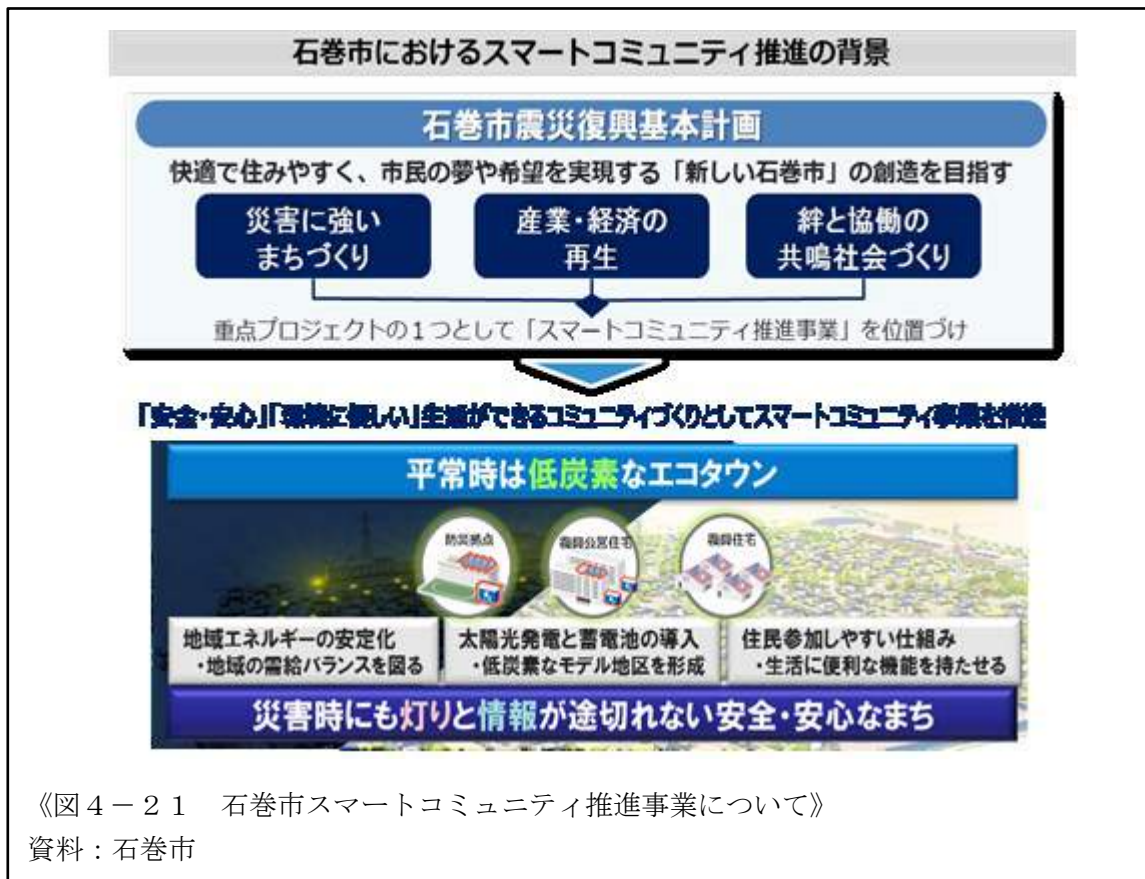 石巻市におけるスマートコミュニティ推進の背景
石巻市震災復興基本計画
快適で住みやすく、市民の夢や希望を実現する「新しい石巻市」の創造を目指す
災害に強い
まちづくり
産業・経済の
再生
絆と協働の
共鳴社会づくり
重点プロジェクトの1つとして「スマートコミュニティ推進事業」を位置づけ
「安全・安心」「環境に優しい」生活ができるコミュニティづくりとしてスマートコミュニティ事業を推進
平常時は低炭素なエコタウン
防災拠点
復興公営住宅
復興住宅
地域エネルギーの安定化
・地域の需給バランスを図る
太陽光発電と蓄電池の導入
・低炭素なモデル地区を形成
住民参加しやすい仕組み
・生活に便利な機能を持たせる
災害時にも灯りと情報が途切れない安全・安心なまち
《図4-21 石巻市スマートコミュニティ推進事業について》
資料:石巻市